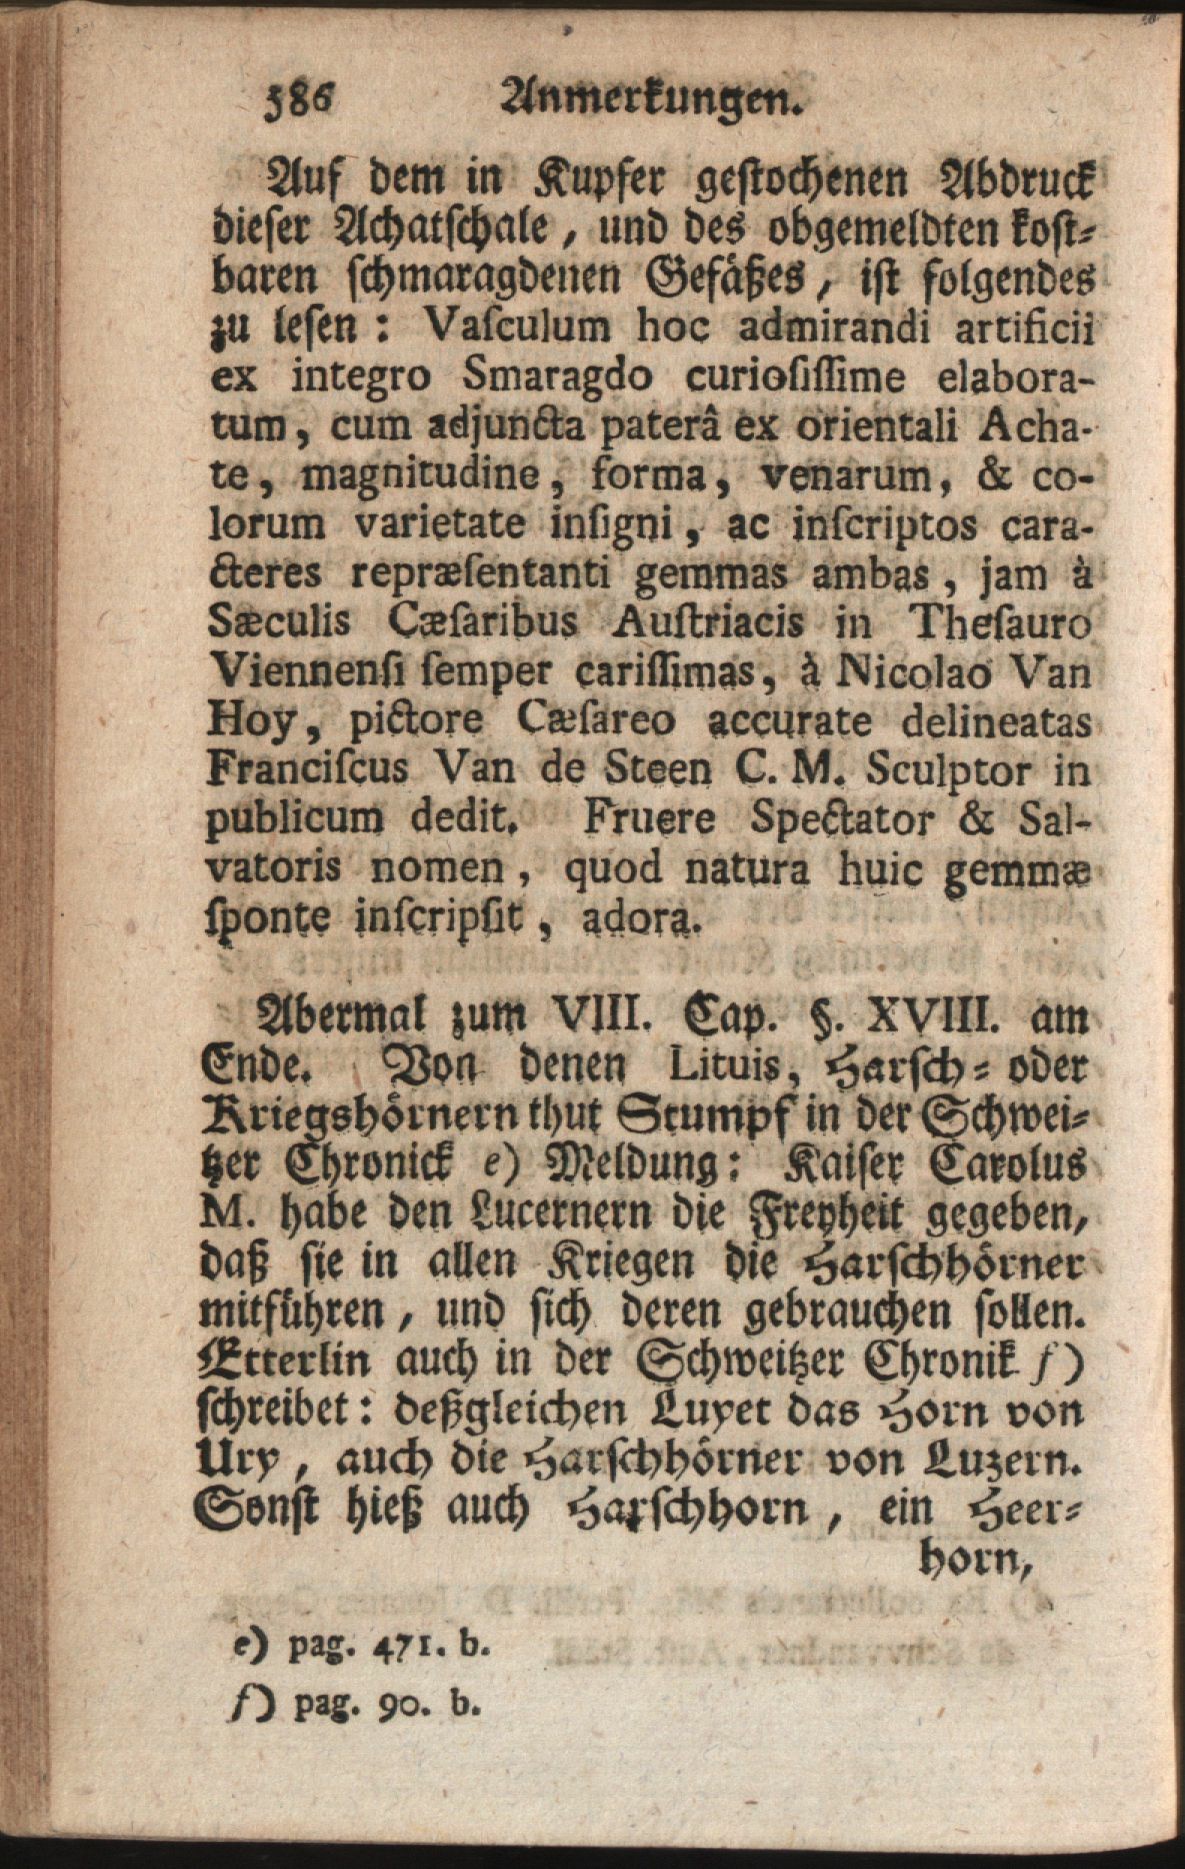 386 Anmerkungen.
Auf dem in Kupfer gestochenen Abdruck
dieser Achatschale, und des obgemeldten kost-
baren schmaragdenen Gefäßes, ist folgendes
zu lesen: Vaſculum hoc admirandi artificii
ex integro Smaragdo curioſiſſime elabora-
tum, cum adjuncta paterâ ex orientali Acha-
te, magnitudine, forma, venarum, & co-
lorum varietate inſigni, ac inſcriptos cara-
cteres repræſentanti gemmas ambas, jam à
Sæculis Cæſaribus Auſtriacis in Theſauro
Viennenſi ſemper cariſſimas, à Nicolao Van
Hoy, pictore Cæſareo accurate delineatas
Franciſcus Van de Steen C. M. Sculptor in
publicum dedit. Fruere Spectator & Sal-
vatoris nomen, quod natura huic gemmæ
ſponte inſcripſit, adora.
Abermal zum VIII. Cap. §. XVIII. am
Ende. Von denen Lituis, Harsch- oder
Kriegshörnern thut Stumpf in der Schwei-
tzer Chronick e) Meldung: Kaiser Carolus
M. habe den Lucernern die Freyheit gegeben,
daß sie in allen Kriegen die Harschhörner
mitführen, und sich deren gebrauchen sollen.
Etterlin auch in der Schweitzer Chronik f)
schreibet: deßgleichen Luyet das Horn von
Ury, auch die Harschhörner von Luzern.
Sonst hieß auch Harschhorn, ein Heer-
horn,
e) pag. 471. b.
f) pag. 90. b.